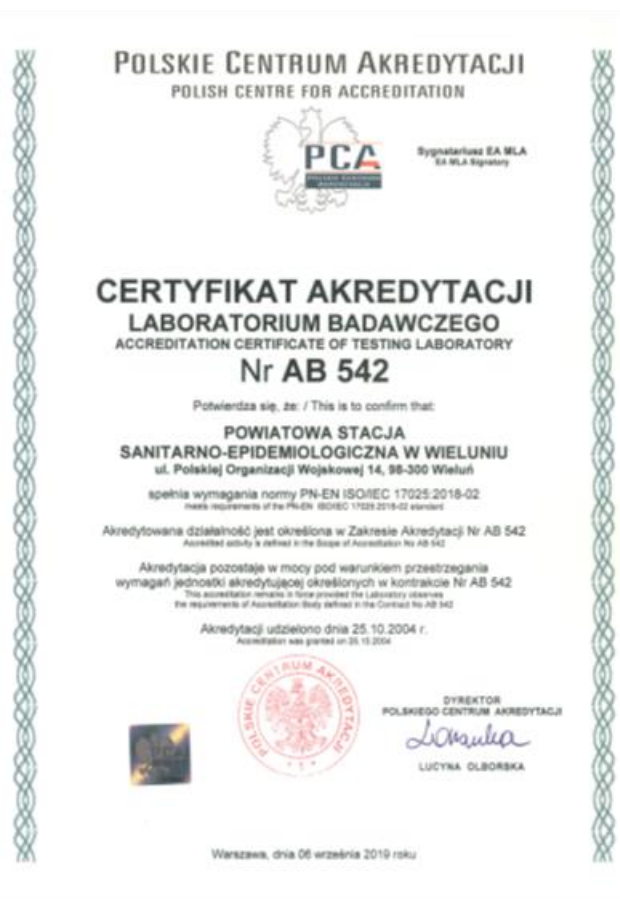 POLSKIE CENTRUM AKREDYTACJI
POLISH CENTRE FOR ACCREDITATION
PCA
POLSKIE CENTRUM
AKREDYTACJI
Sygnatariusz EA MLA
EA MLA Signatory
CERTYFIKAT AKREDYTACJI
LABORATORIUM BADAWCZEGO
ACCREDITATION CERTIFICATE OF TESTING LABORATORY
Nr AB 542
Potwierdza się, że: / This is to confirm that:
POWIATOWA STACJA
SANITARNO-EPIDEMIOLOGICZNA W WIELUNIU
ul. Polskiej Organizacji Wojskowej 14, 98-300 Wieluń
spełnia wymagania normy PN-EN ISO/IEC 17025:2018-02
meets requirements of the PN-EN ISO/IEC 17025:2018-02 standard
Akredytowana działalność jest określona w Zakresie Akredytacji Nr AB 542
Accredited activity is defined in the Scope of Accreditation No AB 542
Akredytacja pozostaje w mocy pod warunkiem przestrzegania
wymagań jednostki akredytującej określonych w kontrakcie Nr AB 542
This accreditation remains in force provided the Laboratory observes
the requirements of Accreditation Body defined in the Contract No AB 542
Akredytacji udzielono dnia 25.10.2004 r.
Accreditation was granted on 25.10.2004
POLSKIE CENTRUM AKREDYTACJI
* 1 *
DYREKTOR
POLSKIEGO CENTRUM AKREDYTACJI
LUCYNA OLBORSKA
PCA
Warszawa, dnia 06 września 2019 roku